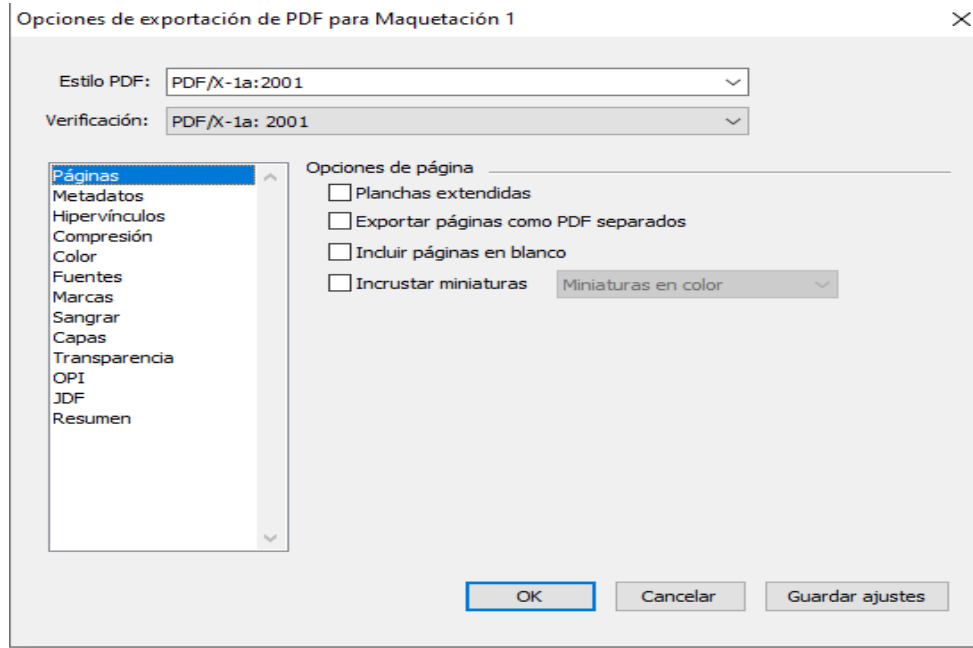 Opciones de exportación de PDF para Maquetación 1
Estilo PDF: PDF/X-1a:2001
Verificación: PDF/X-1a: 2001
Páginas
Metadatos
Hipervínculos
Compresión
Color
Fuentes
Marcas
Sangrar
Capas
Transparencia
OPI
JDF
Resumen
Opciones de página
Planchas extendidas
Exportar páginas como PDF separados
Incluir páginas en blanco
Incrustar miniaturas Miniaturas en color
OK Cancelar Guardar ajustes